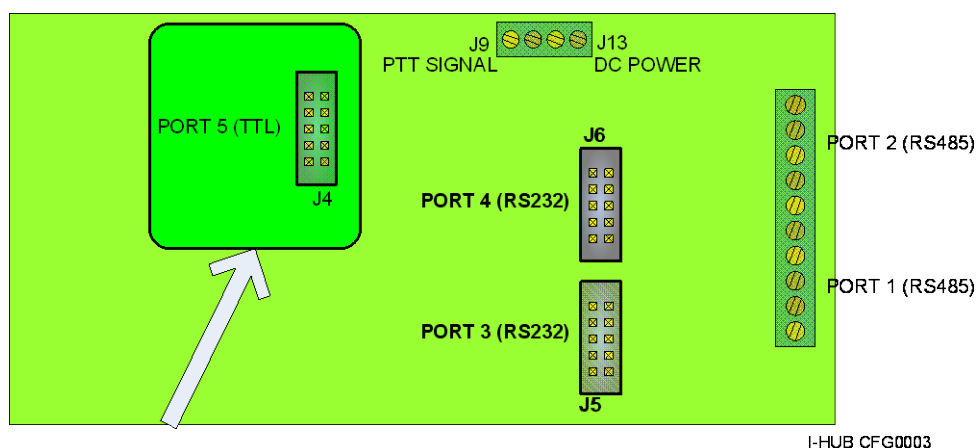 J9 J13
PTT SIGNAL DC POWER
PORT 5 (TTL)
J4
J6
PORT 2 (RS485)
PORT 4 (RS232)
PORT 1 (RS485)
PORT 3 (RS232)
J5
I-HUB CFG0003